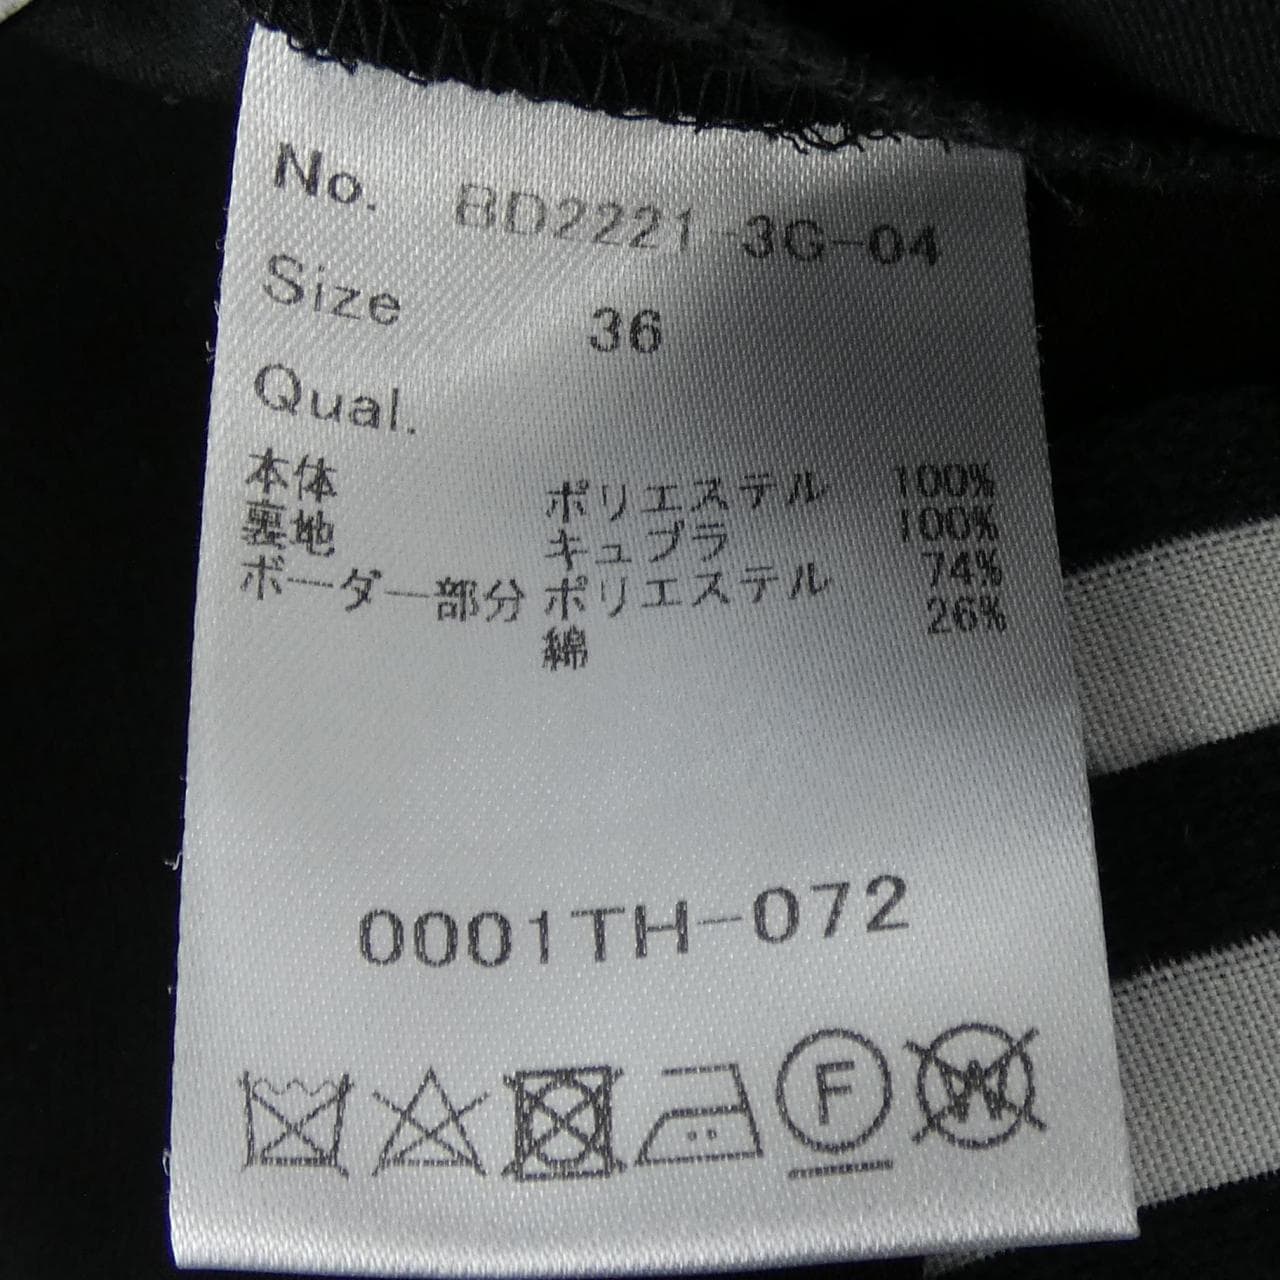 No. BD2221-3G-04
Size 36
Qual.
本体 ポリエステル 100%
裏地 キュプラ 100%
ボーダー部分 ポリエステル 74%
綿 26%
0001TH-072
F W